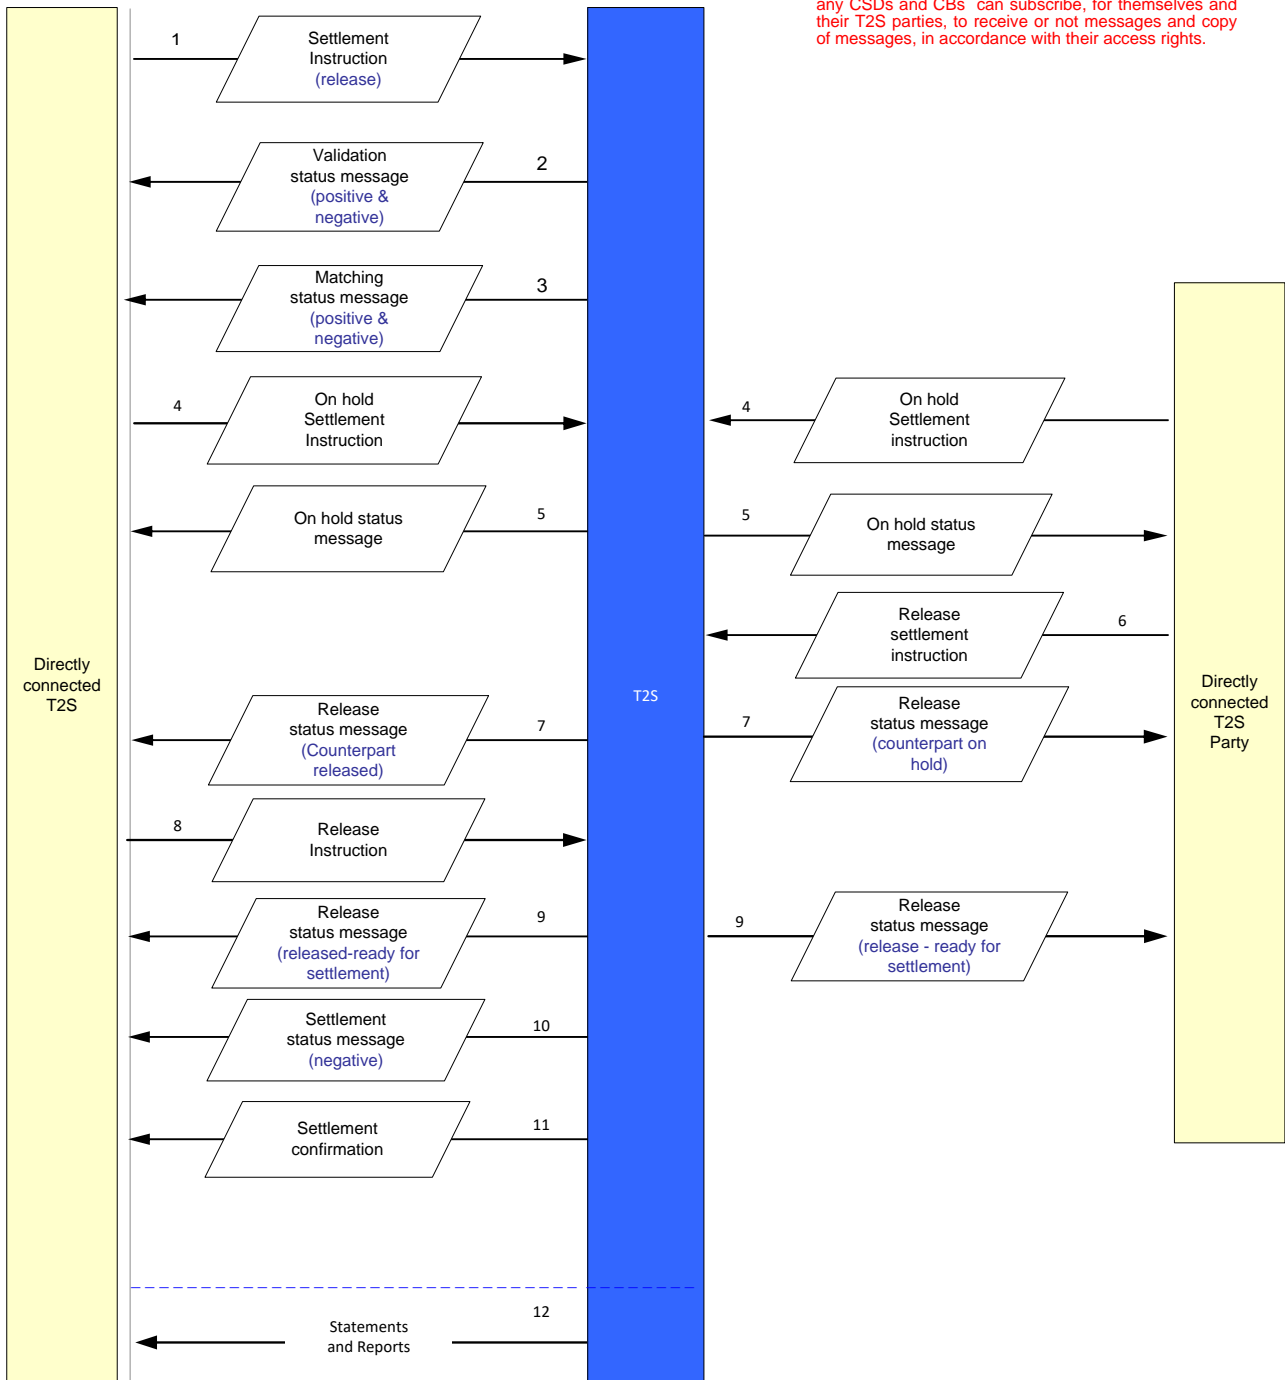 any CSDs and CBs can subscribe, for themselves and
their T2S parties, to receive or not messages and copy
of messages, in accordance with their access rights.
1
Settlement
Instruction
(release)
Validation
status message
(positive &
negative)
2
Matching
status message
(positive &
negative)
3
4
On hold
Settlement
Instruction
4
On hold
Settlement
instruction
On hold status
message
5
5
On hold status
message
Release
settlement
instruction
6
Directly
connected
T2S
T2S
Directly
connected
T2S
Party
Release
status message
(Counterpart
released)
7
7
Release
status message
(counterpart on
hold)
8
Release
Instruction
Release
status message
(released-ready for
settlement)
9
9
Release
status message
(release - ready for
settlement)
Settlement
status message
(negative)
10
Settlement
confirmation
11
Statements
and Reports
12